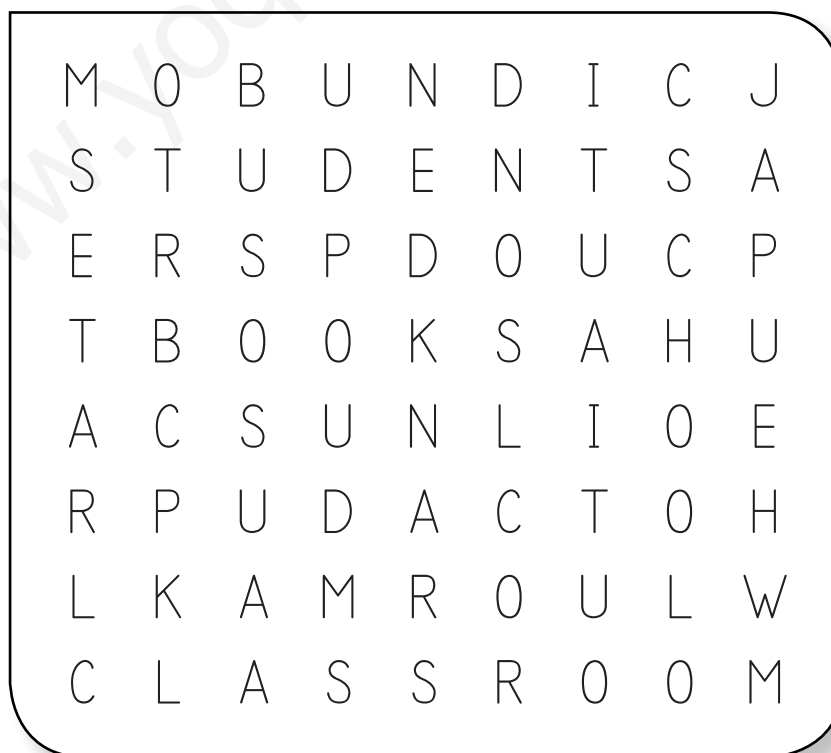 M O B U N D I C J
S T U D E N T S A
E R S P D O U C P
T B O O K S A H U
A C S U N L I O E
R P U D A C T O H
L K A M R O U L W
C L A S S R O O M